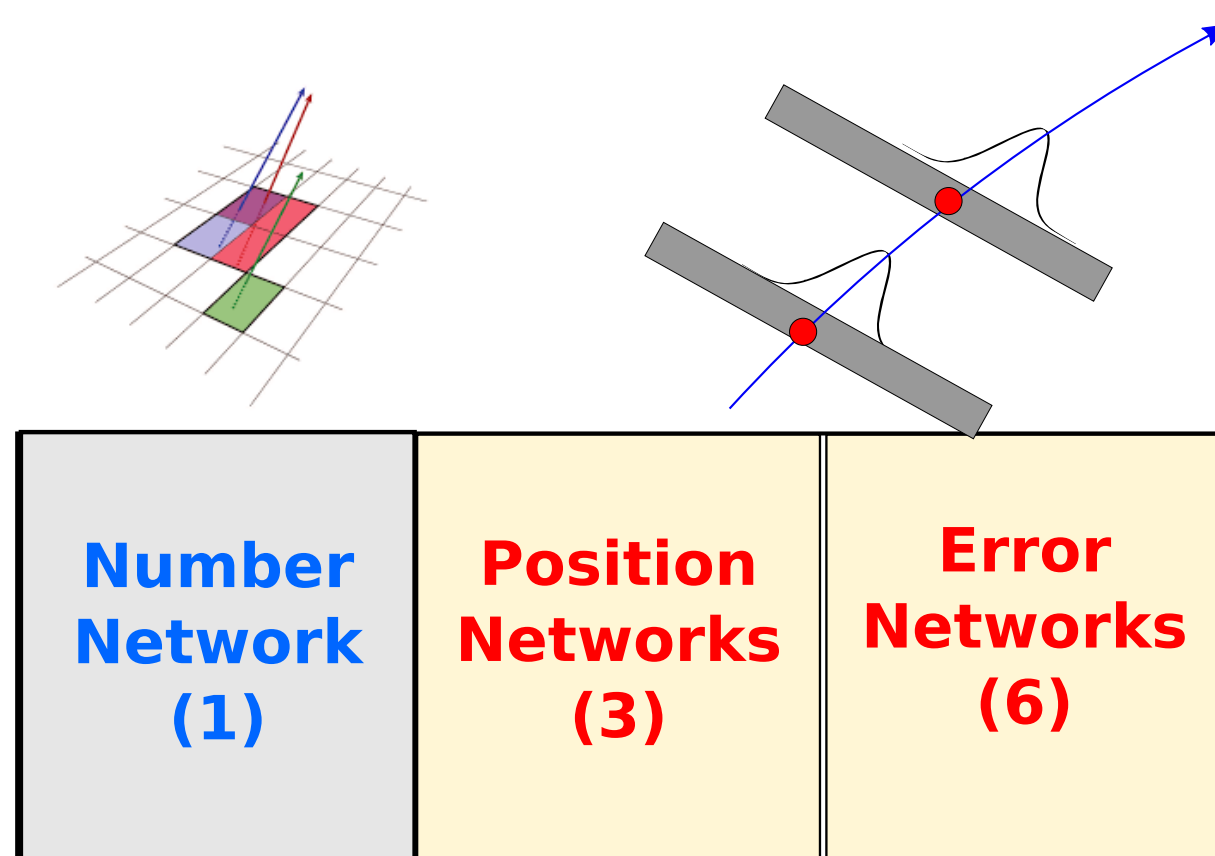 Number
Network
(1)
Position
Networks
(3)
Error
Networks
(6)